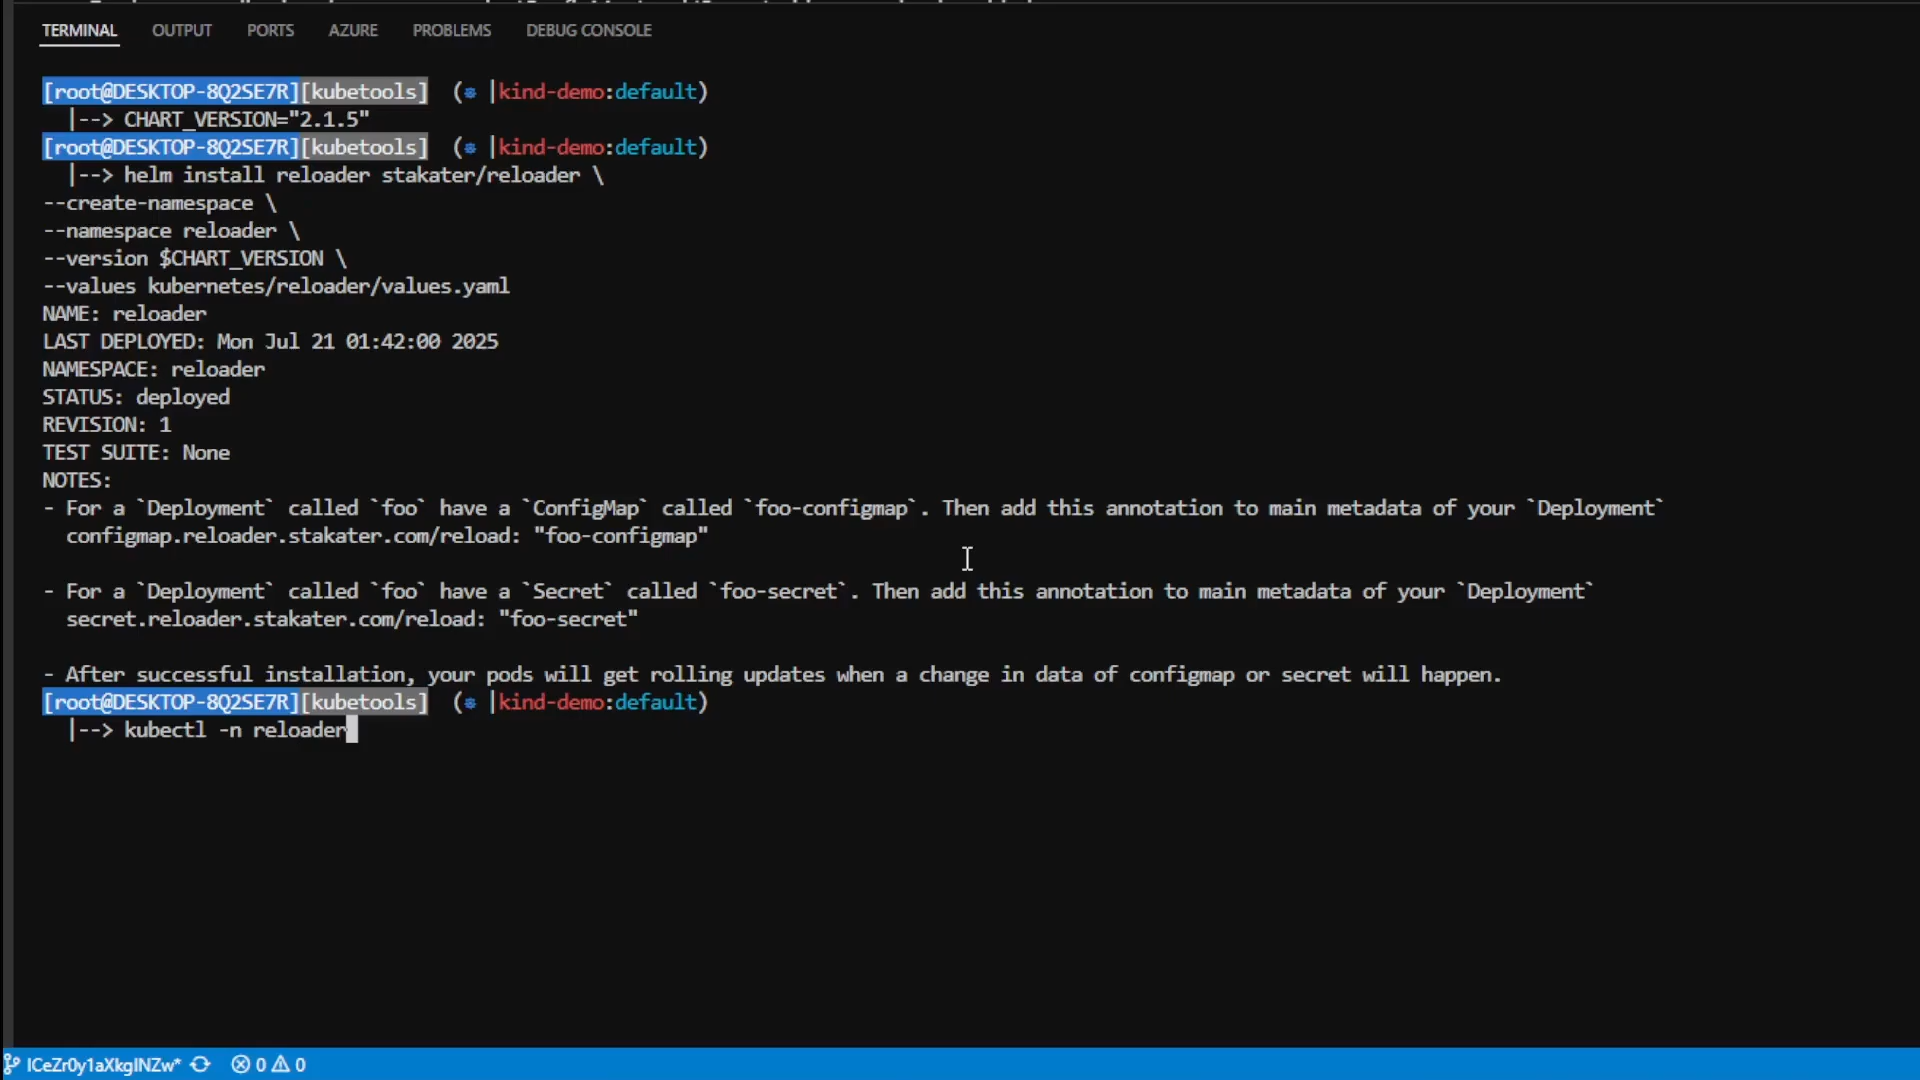 TERMINAL OUTPUT PORTS AZURE PROBLEMS DEBUG CONSOLE
[root@DESKTOP-8Q2SE7R][kubetools] (⎈ |kind-demo:default)
|--> CHART_VERSION="2.1.5"
[root@DESKTOP-8Q2SE7R][kubetools] (⎈ |kind-demo:default)
|--> helm install reloader stakater/reloader \
--create-namespace \
--namespace reloader \
--version $CHART_VERSION \
--values kubernetes/reloader/values.yaml
NAME: reloader
LAST DEPLOYED: Mon Jul 21 01:42:00 2025
NAMESPACE: reloader
STATUS: deployed
REVISION: 1
TEST SUITE: None
NOTES:
- For a `Deployment` called `foo` have a `ConfigMap` called `foo-configmap`. Then add this annotation to main metadata of your `Deployment`
configmap.reloader.stakater.com/reload: "foo-configmap"
- For a `Deployment` called `foo` have a `Secret` called `foo-secret`. Then add this annotation to main metadata of your `Deployment`
secret.reloader.stakater.com/reload: "foo-secret"
- After successful installation, your pods will get rolling updates when a change in data of configmap or secret will happen.
[root@DESKTOP-8Q2SE7R][kubetools] (⎈ |kind-demo:default)
|--> kubectl -n reloader
0 0